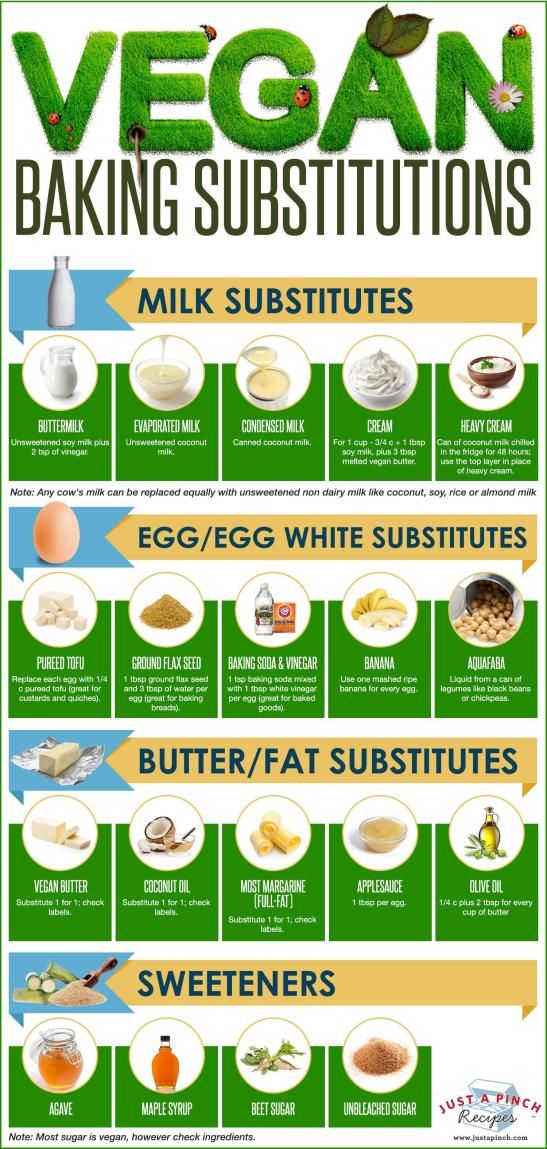 VEGAN
BAKING SUBSTITUTIONS
MILK SUBSTITUTES
BUTTERMILK
Unsweetened soy milk plus
2 tsp of vinegar.
EVAPORATED MILK
Unsweetened coconut
milk.
CONDENSED MILK
Canned coconut milk.
CREAM
For 1 cup - 3/4 c + 1 tbsp
soy milk, plus 3 tbsp
melted vegan butter.
HEAVY CREAM
Can of coconut milk chilled
in the fridge for 48 hours;
use the top layer in place
of heavy cream.
Note: Any cow's milk can be replaced equally with unsweetened non dairy milk like coconut, soy, rice or almond milk
EGG/EGG WHITE SUBSTITUTES
PUREED TOFU
Replace each egg with 1/4
c pureed tofu (great for
custards and quiches).
GROUND FLAX SEED
1 tbsp ground flax seed
and 3 tbsp of water per
egg (great for baking
breads).
BAKING SODA & VINEGAR
1 tsp baking soda mixed
with 1 tbsp white vinegar
per egg (great for baked
goods).
BANANA
Use one mashed ripe
banana for every egg.
AQUAFABA
Liquid from a can of
legumes like black beans
or chickpeas.
BUTTER/FAT SUBSTITUTES
VEGAN BUTTER
Substitute 1 for 1; check
labels.
COCONUT OIL
Substitute 1 for 1; check
labels.
MOST MARGARINE
(FULL-FAT)
Substitute 1 for 1; check
labels.
APPLESAUCE
1 tbsp per egg.
OLIVE OIL
1/4 c plus 2 tbsp for every
cup of butter
SWEETENERS
AGAVE
MAPLE SYRUP
BEET SUGAR
UNBLEACHED SUGAR
JUST A PINCH
Recipes
www.justapinch.com
Note: Most sugar is vegan, however check ingredients.